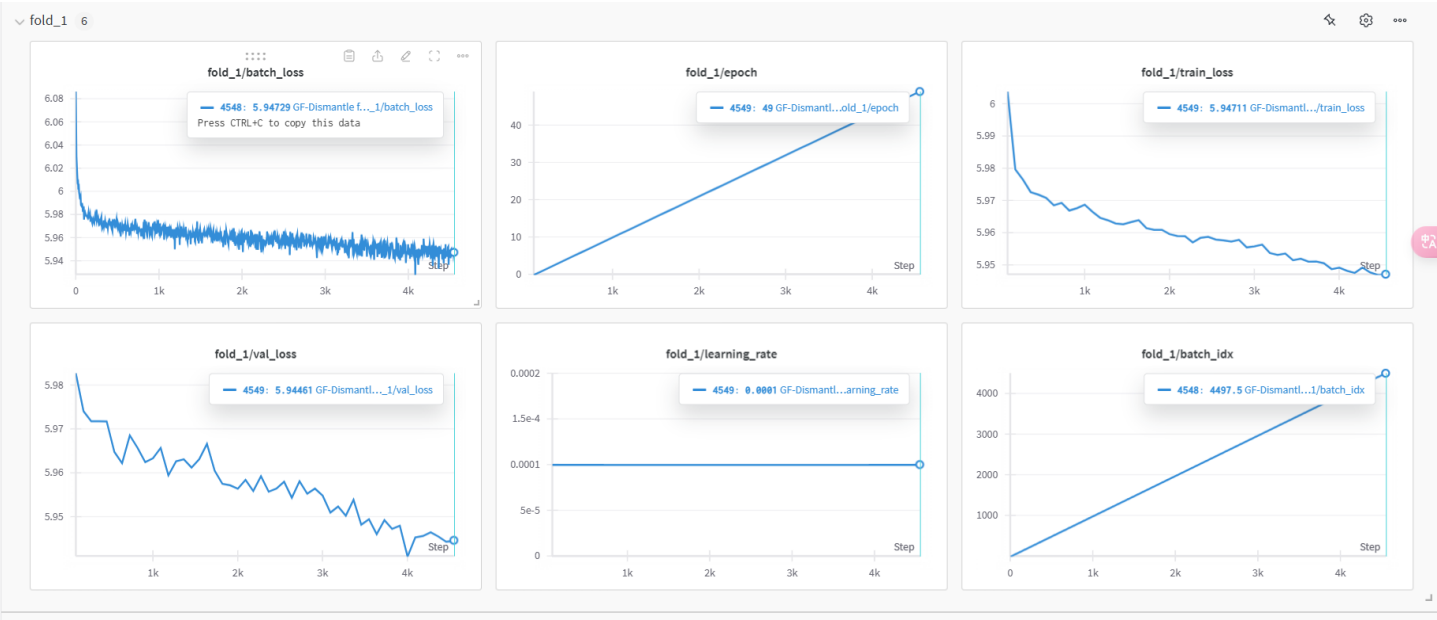 fold_1 6
fold_1/batch_loss
4548: 5.94729 GF-Dismantle f..._1/batch_loss
Press CTRL+C to copy this data
6.08
6.06
6.04
6.02
6
5.98
5.96
5.94
Step
0 1k 2k 3k 4k
fold_1/epoch
4549: 49 GF-Dismantl...old_1/epoch
40
30
20
10
0
Step
1k 2k 3k 4k
fold_1/train_loss
4549: 5.94711 GF-Dismantl.../train_loss
6
5.99
5.98
5.97
5.96
5.95
Step
1k 2k 3k 4k
中A
fold_1/val_loss
4549: 5.94461 GF-Dismantl..._1/val_loss
5.98
5.97
5.96
5.95
Step
1k 2k 3k 4k
fold_1/learning_rate
4549: 0.0001 GF-Dismantl...arning_rate
0.0002
1.5e-4
0.0001
5e-5
0
Step
1k 2k 3k 4k
fold_1/batch_idx
4548: 4497.5 GF-Dismantl...1/batch_idx
4000
3000
2000
1000
Step
0 1k 2k 3k 4k